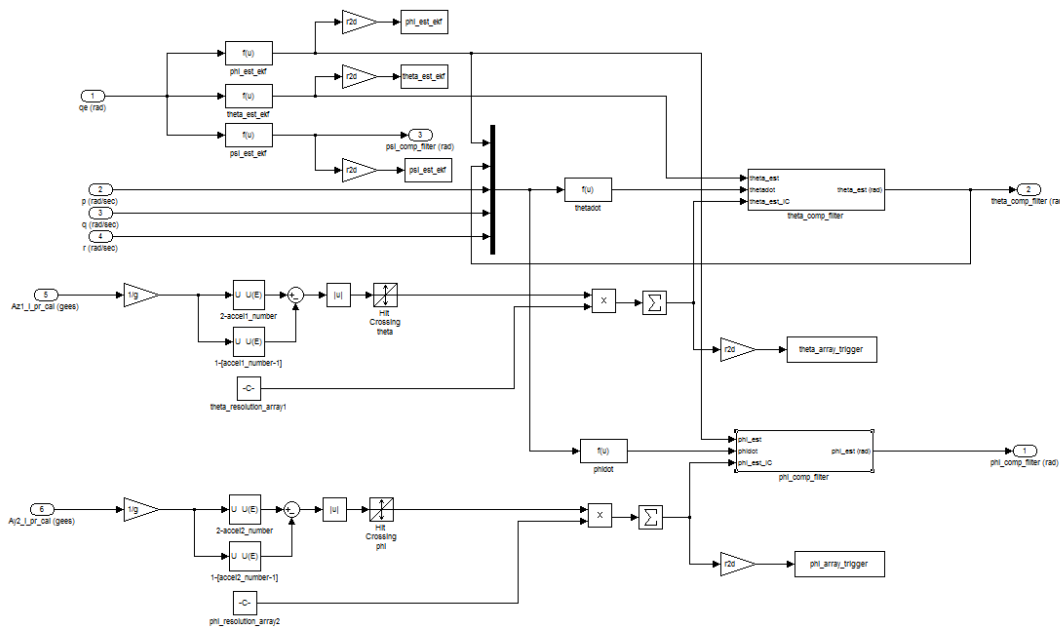 r2d
phi_est_ekf
f(u)
phi_est_ekf
r2d
theta_est_ekf
1
qe (rad)
f(u)
theta_est_ekf
f(u)
psi_est_ekf
3
psi_comp_filter (rad)
r2d
psi_est_ekf
2
p (rad/sec)
3
q (rad/sec)
4
r (rad/sec)
f(u)
thetadot
theta_est
thetadot
theta_est_IC
theta_est (rad)
theta_comp_filter
2
theta_comp_filter (rad
5
Az1_i_pr_cal (gees)
1/g
U U(E)
2-accel1_number
U U(E)
1-[accel1_number-1]
+
-
|u|
Hit
Crossing
theta
X
Σ
-C-
theta_resolution_array1
r2d
theta_array_trigger
f(u)
phidot
phi_est
phidot
phi_est_IC
phi_est (rad)
phi_comp_filter
1
phi_comp_filter (rad)
6
Ay2_i_pr_cal (gees)
1/g
U U(E)
2-accel2_number
U U(E)
1-[accel2_number-1]
+
-
|u|
Hit
Crossing
phi
X
Σ
-C-
phi_resolution_array2
r2d
phi_array_trigger